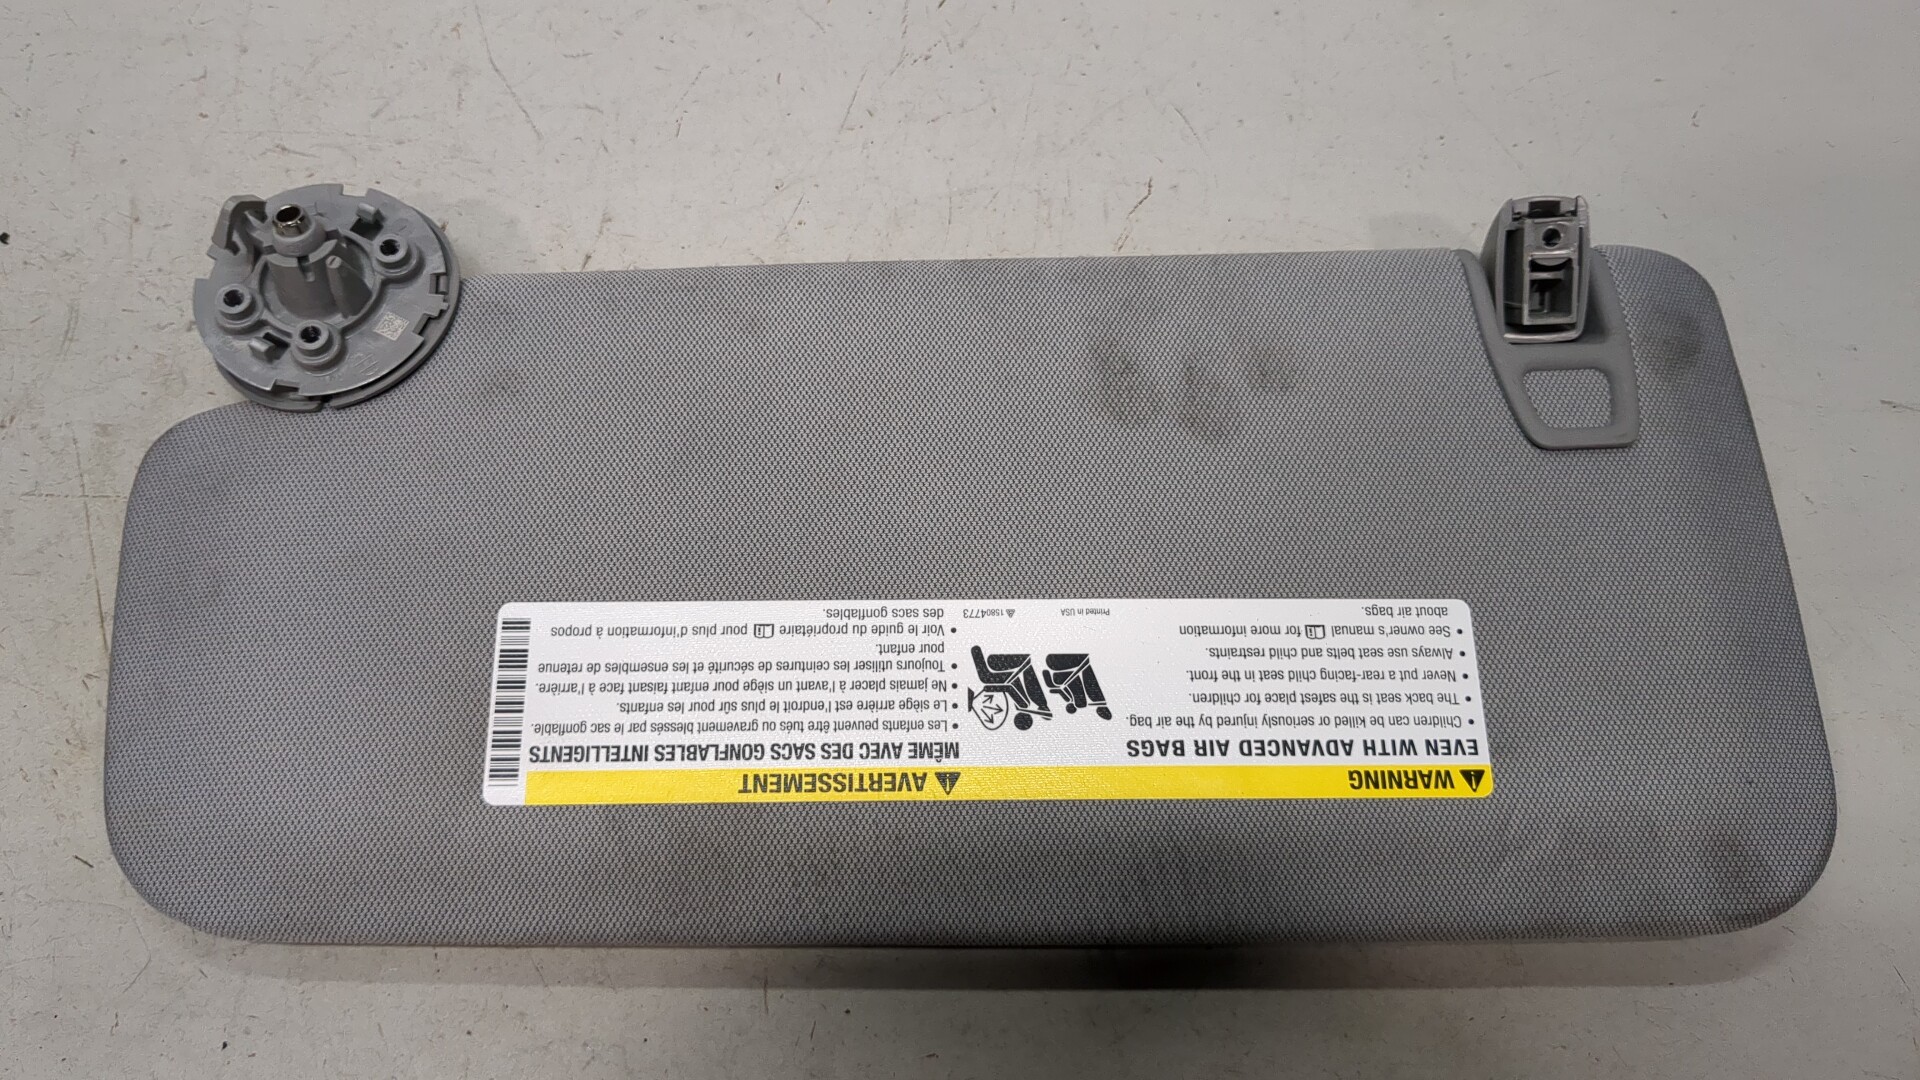 WARNING
EVEN WITH ADVANCED AIR BAGS
• Children can be killed or seriously injured by the air bag.
• The back seat is the safest place for children.
• Never put a rear-facing child seat in the front.
• Always use seat belts and child restraints.
• See owner's manual for more information
about air bags.
Printed in USA
15804773
AVERTISSEMENT
MÊME AVEC DES SACS GONFLABLES INTELLIGENTS
• Les enfants peuvent être tués ou gravement blessés par le sac gonflable.
• Le siège arrière est l'endroit le plus sûr pour les enfants.
• Ne jamais placer à l'avant un siège pour enfant faisant face à l'arrière.
• Toujours utiliser les ceintures de sécurité et les ensembles de retenue
pour enfant.
• Voir le guide du propriétaire pour plus d'information à propos
des sacs gonflables.